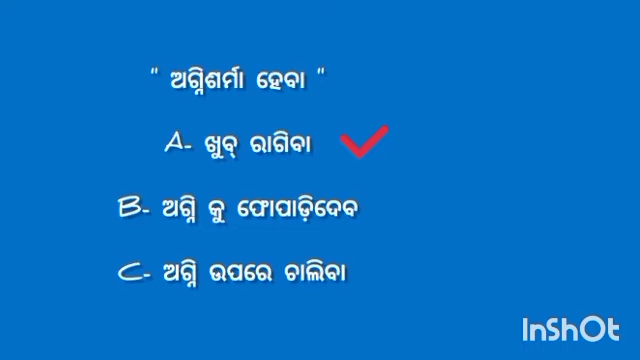 " ଅଗ୍ନିଶର୍ମା ହେବା "
A- ଖୁବ୍ ରାଗିବା
B- ଅଗ୍ନି କୁ ଫୋପାଡ଼ିଦେବ
C- ଅଗ୍ନି ଉପରେ ଚାଲିବା
InShOt